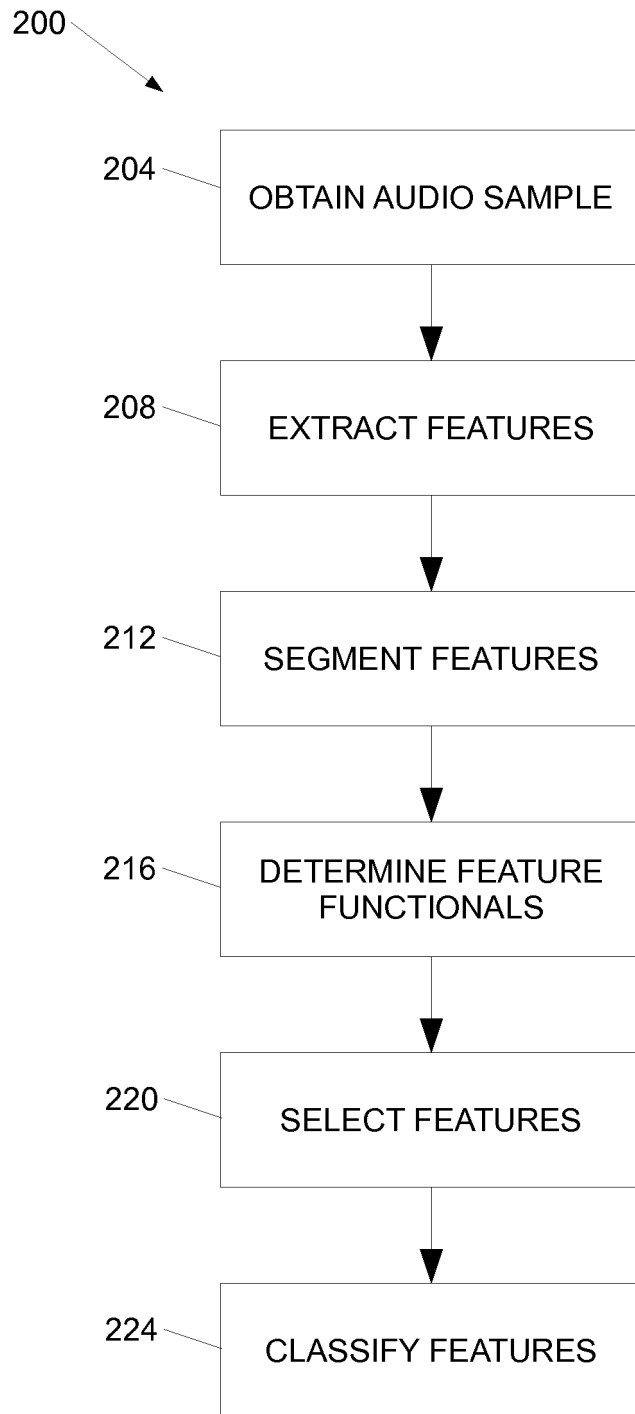 200
204
OBTAIN AUDIO SAMPLE
208
EXTRACT FEATURES
212
SEGMENT FEATURES
216
DETERMINE FEATURE
FUNCTIONALS
220
SELECT FEATURES
224
CLASSIFY FEATURES